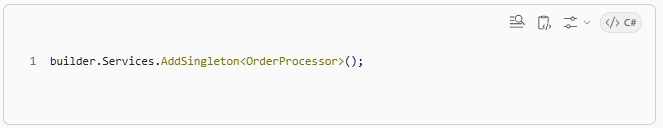 </> C#
1 builder.Services.AddSingleton<OrderProcessor>();